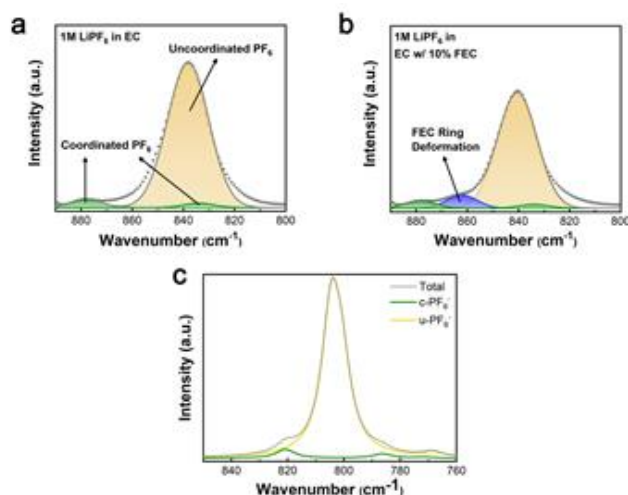 a
1M LiPF₆ in EC
Uncoordinated PF₆
Coordinated PF₆
Intensity (a.u.)
880 860 840 820 800
Wavenumber (cm⁻¹)
b
1M LiPF₆ in
EC w/ 10% FEC
FEC Ring
Deformation
Intensity (a.u.)
880 860 840 820 800
Wavenumber (cm⁻¹)
c
Total
c-PF₆⁻
u-PF₆⁻
Intensity (a.u.)
840 820 800 780 760
Wavenumber (cm⁻¹)